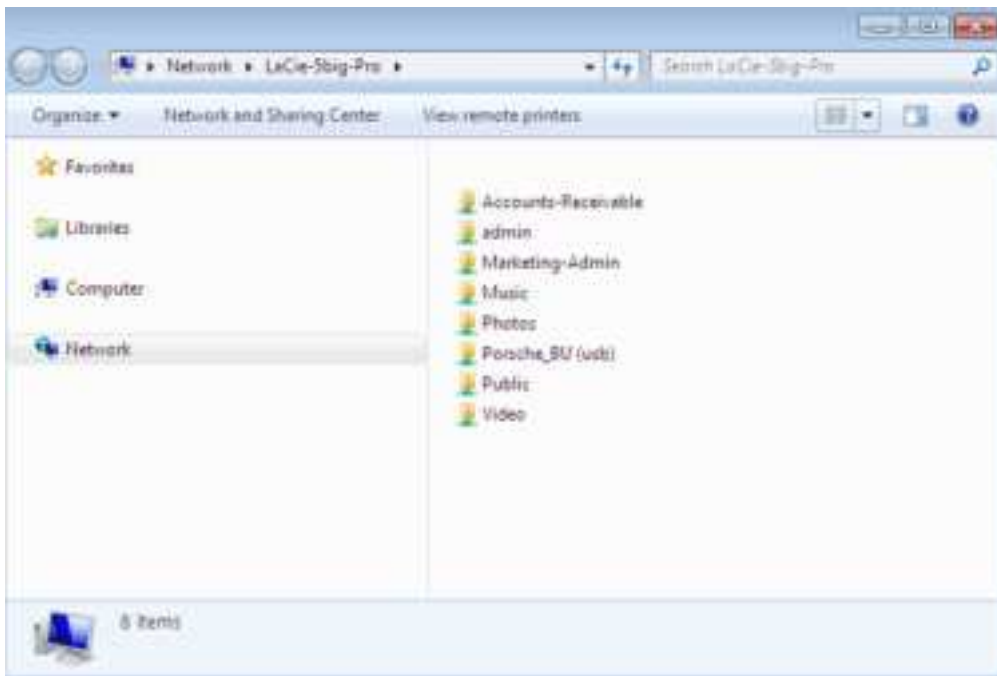 Network ▸ LaCie-5big-Pro ▸
Search LaCie-5big-Pro
Organize ▾ Network and Sharing Center View remote printers
Favorites
Libraries
Computer
Network
Accounts-Receivable
admin
Marketing-Admin
Music
Photos
Porsche_BU (usb)
Public
Video
8 items